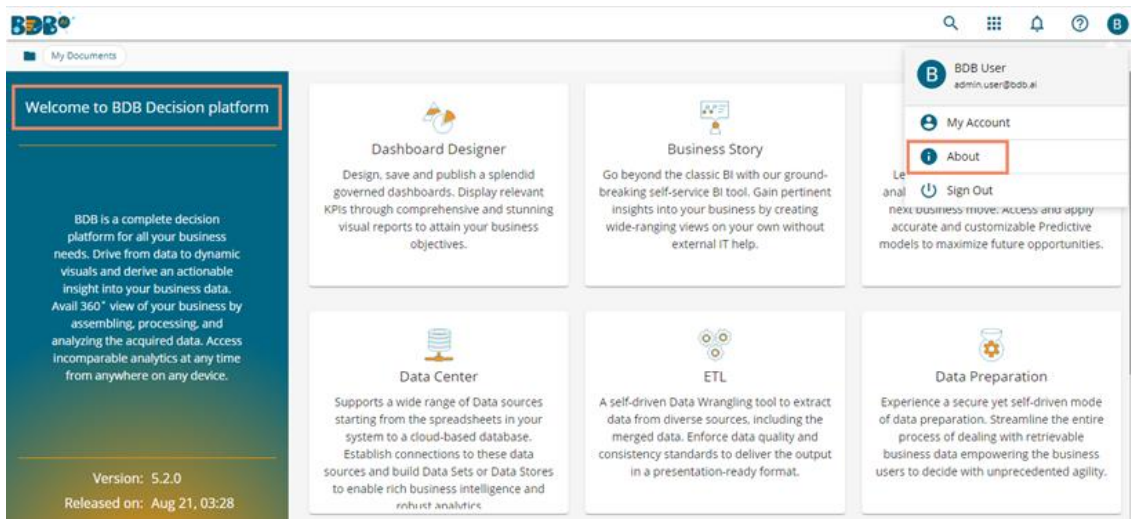 BDB
My Documents
B
B
BDB User
admin.user@bdb.ai
My Account
About
Sign Out
Welcome to BDB Decision platform
BDB is a complete decision
platform for all your business
needs. Drive from data to dynamic
visuals and derive an actionable
insight into your business data.
Avail 360° view of your business by
assembling, processing, and
analyzing the acquired data. Access
incomparable analytics at any time
from anywhere on any device.
Version: 5.2.0
Released on: Aug 21, 03:28
Dashboard Designer
Design, save and publish a splendid
governed dashboards. Display relevant
KPIs through comprehensive and stunning
visual reports to attain your business
objectives.
Business Story
Go beyond the classic BI with our ground-
breaking self-service BI tool. Gain pertinent
insights into your business by creating
wide-ranging views on your own without
external IT help.
Le
anal
next business move. Access and apply
accurate and customizable Predictive
models to maximize future opportunities.
Data Center
Supports a wide range of Data sources
starting from the spreadsheets in your
system to a cloud-based database.
Establish connections to these data
sources and build Data Sets or Data Stores
to enable rich business intelligence and
robust analytics
ETL
A self-driven Data Wrangling tool to extract
data from diverse sources, including the
merged data. Enforce data quality and
consistency standards to deliver the output
in a presentation-ready format.
Data Preparation
Experience a secure yet self-driven mode
of data preparation. Streamline the entire
process of dealing with retrievable
business data empowering the business
users to decide with unprecedented agility.